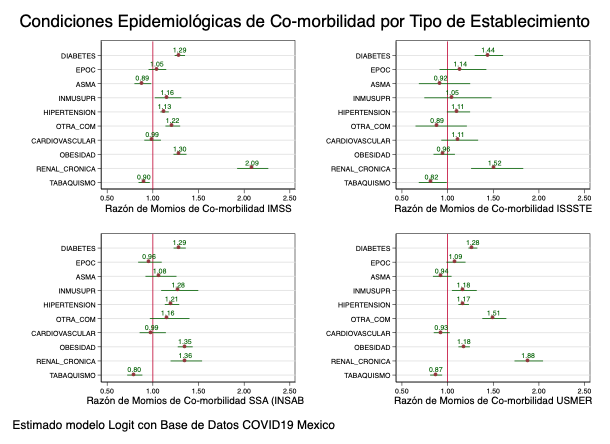 Condiciones Epidemiológicas de Co-morbilidad por Tipo de Establecimiento
DIABETES 1.29
EPOC 1.05
ASMA 0.89
INMUSUPR 1.16
HIPERTENSION 1.13
OTRA_COM 1.22
CARDIOVASCULAR 0.99
OBESIDAD 1.30
RENAL_CRONICA 2.09
TABAQUISMO 0.90
0.50 1.00 1.50 2.00 2.50
Razón de Momios de Co-morbilidad IMSS
DIABETES 1.44
EPOC 1.14
ASMA 0.92
INMUSUPR 1.05
HIPERTENSION 1.10
OTRA_COM 0.89
CARDIOVASCULAR 1.11
OBESIDAD 0.96
RENAL_CRONICA 1.52
TABAQUISMO 0.82
0.50 1.00 1.50 2.00 2.50
Razón de Momios de Co-morbilidad ISSSTE
DIABETES 1.29
EPOC 0.96
ASMA 1.08
INMUSUPR 1.28
HIPERTENSION 1.21
OTRA_COM 1.16
CARDIOVASCULAR 0.99
OBESIDAD 1.35
RENAL_CRONICA 1.36
TABAQUISMO 0.80
0.50 1.00 1.50 2.00 2.50
Razón de Momios de Co-morbilidad SSA (INSAB
DIABETES 1.28
EPOC 1.09
ASMA 0.94
INMUSUPR 1.18
HIPERTENSION 1.17
OTRA_COM 1.51
CARDIOVASCULAR 0.93
OBESIDAD 1.18
RENAL_CRONICA 1.88
TABAQUISMO 0.87
0.50 1.00 1.50 2.00 2.50
Razón de Momios de Co-morbilidad USMER
Estimado modelo Logit con Base de Datos COVID19 Mexico